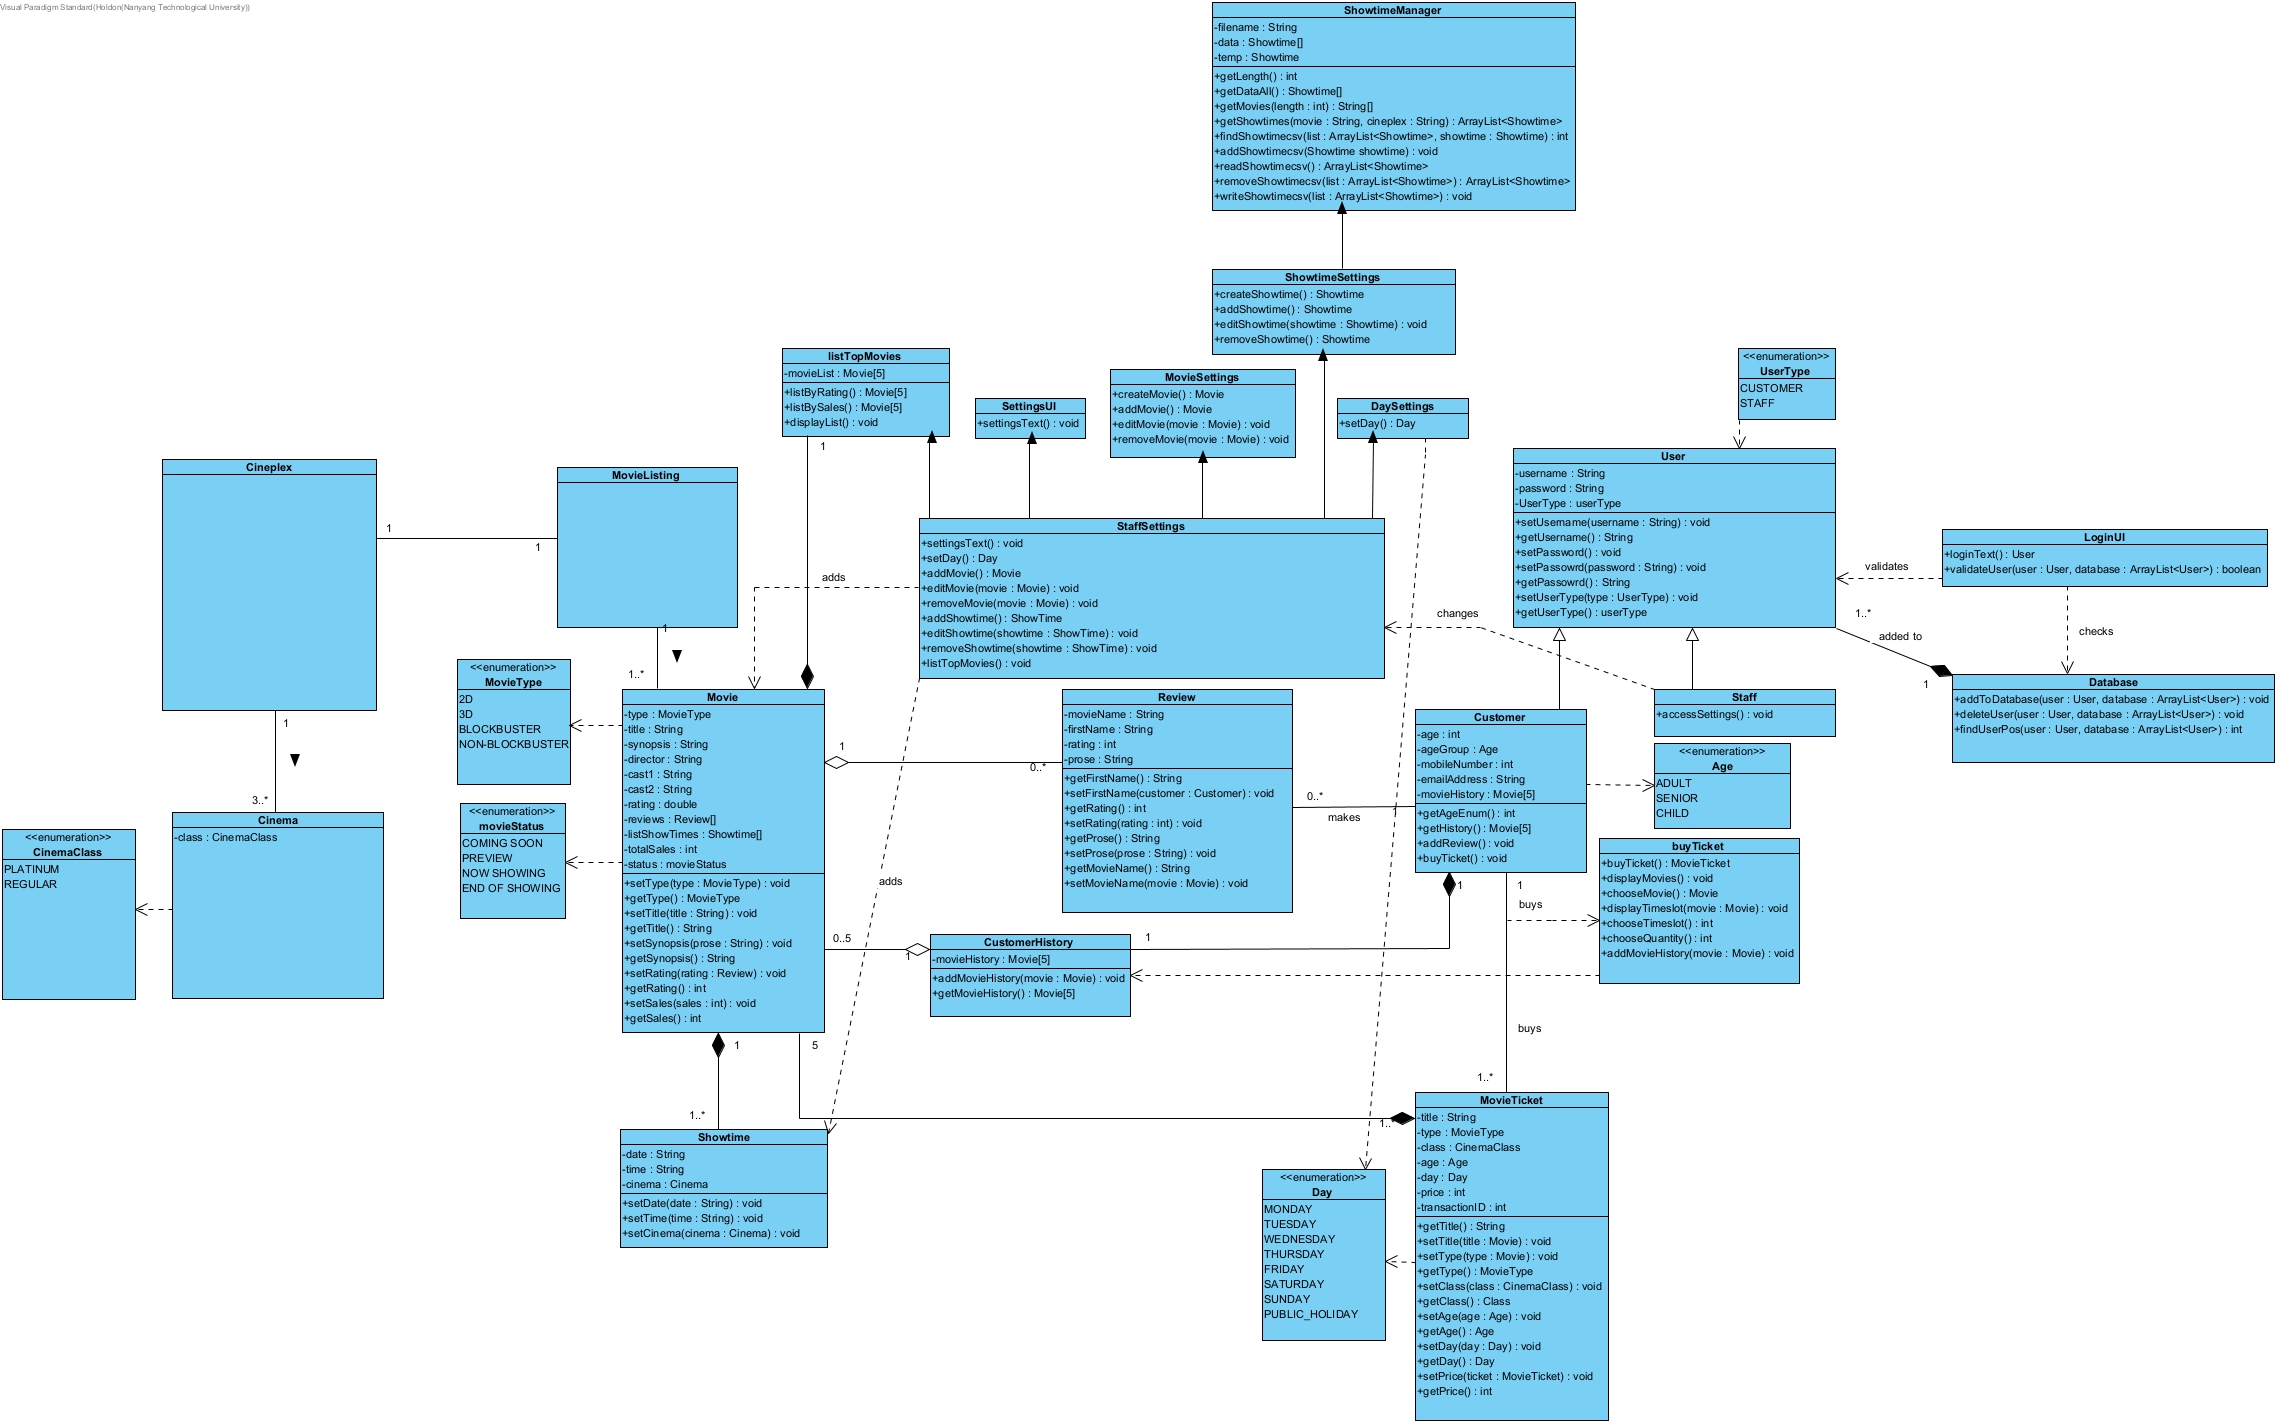 Visual Paradigm Standard(Holdon(Nanyang Technological University))
ShowtimeManager
-filename : String
-data : Showtime[]
-temp : Showtime
+getLength() : int
+getDataAll() : Showtime[]
+getMovies(length : int) : String[]
+getShowtimes(movie : String, cineplex : String) : ArrayList<Showtime>
+findShowtimecsv(list : ArrayList<Showtime>, showtime : Showtime) : int
+addShowtimecsv(Showtime showtime) : void
+readShowtimecsv() : ArrayList<Showtime>
+removeShowtimecsv(list : ArrayList<Showtime>) : ArrayList<Showtime>
+writeShowtimecsv(list : ArrayList<Showtime>) : void
ShowtimeSettings
+createShowtime() : Showtime
+addShowtime() : Showtime
+editShowtime(showtime : Showtime) : void
+removeShowtime() : Showtime
listTopMovies
-movieList : Movie[5]
+listByRating() : Movie[5]
+listBySales() : Movie[5]
+displayList() : void
1
SettingsUI
+settingsText() : void
MovieSettings
+createMovie() : Movie
+addMovie() : Movie
+editMovie(movie : Movie) : void
+removeMovie(movie : Movie) : void
DaySettings
+setDay() : Day
<<enumeration>>
UserType
CUSTOMER
STAFF
User
-username : String
-password : String
-UserType : userType
+setUsername(username : String) : void
+getUsername() : String
+setPassword() : void
+setPassowrd(password : String) : void
+getPassowrd() : String
+setUserType(type : UserType) : void
+getUserType() : userType
LoginUI
+loginText() : User
+validateUser(user : User, database : ArrayList<User>) : boolean
validates
checks
1..*
added to
1
Database
+addToDatabase(user : User, database : ArrayList<User>) : void
+deleteUser(user : User, database : ArrayList<User>) : void
+findUserPos(user : User, database : ArrayList<User>) : int
Cineplex
1
1
MovieListing
1
1..*
1
3..*
StaffSettings
+settingsText() : void
+setDay() : Day
+addMovie() : Movie
+editMovie(movie : Movie) : void
+removeMovie(movie : Movie) : void
+addShowtime() : ShowTime
+editShowtime(showtime : ShowTime) : void
+removeShowtime(showtime : ShowTime) : void
+listTopMovies() : void
adds
changes
Staff
+accessSettings() : void
<<enumeration>>
MovieType
2D
3D
BLOCKBUSTER
NON-BLOCKBUSTER
<<enumeration>>
movieStatus
COMING SOON
PREVIEW
NOW SHOWING
END OF SHOWING
Cinema
-class : CinemaClass
<<enumeration>>
CinemaClass
PLATINUM
REGULAR
Movie
-type : MovieType
-title : String
-synopsis : String
-director : String
-cast1 : String
-cast2 : String
-rating : double
-reviews : Review[]
-listShowTimes : Showtime[]
-totalSales : int
-status : movieStatus
+setType(type : MovieType) : void
+getType() : MovieType
+setTitle(title : String) : void
+getTitle() : String
+setSynopsis(prose : String) : void
+getSynopsis() : String
+setRating(rating : Review) : void
+getRating() : int
+setSales(sales : int) : void
+getSales() : int
1
0..*
Review
-movieName : String
-firstName : String
-rating : int
-prose : String
+getFirstName() : String
+setFirstName(customer : Customer) : void
+getRating() : int
+setRating(rating : int) : void
+getProse() : String
+setProse(prose : String) : void
+getMovieName() : String
+setMovieName(movie : Movie) : void
0..*
makes
1
Customer
-age : int
-ageGroup : Age
-mobileNumber : int
-emailAddress : String
-movieHistory : Movie[5]
+getAgeEnum() : int
+getHistory() : Movie[5]
+addReview() : void
+buyTicket() : void
<<enumeration>>
Age
ADULT
SENIOR
CHILD
buyTicket
+buyTicket() : MovieTicket
+displayMovies() : void
+chooseMovie() : Movie
+displayTimeslot(movie : Movie) : void
+chooseTimeslot() : int
+chooseQuantity() : int
+addMovieHistory(movie : Movie) : void
adds
1
1
buys
0..5
1
CustomerHistory
-movieHistory : Movie[5]
+addMovieHistory(movie : Movie) : void
+getMovieHistory() : Movie[5]
1
buys
1..*
1
5
1..*
Showtime
-date : String
-time : String
-cinema : Cinema
+setDate(date : String) : void
+setTime(time : String) : void
+setCinema(cinema : Cinema) : void
1..
MovieTicket
-title : String
-type : MovieType
-class : CinemaClass
-age : Age
-day : Day
-price : int
-transactionID : int
+getTitle() : String
+setTitle(title : Movie) : void
+setType(type : Movie) : void
+getType() : MovieType
+setClass(class : CinemaClass) : void
+getClass() : Class
+setAge(age : Age) : void
+getAge() : Age
+setDay(day : Day) : void
+getDay() : Day
+setPrice(ticket : MovieTicket) : void
+getPrice() : int
<<enumeration>>
Day
MONDAY
TUESDAY
WEDNESDAY
THURSDAY
FRIDAY
SATURDAY
SUNDAY
PUBLIC_HOLIDAY